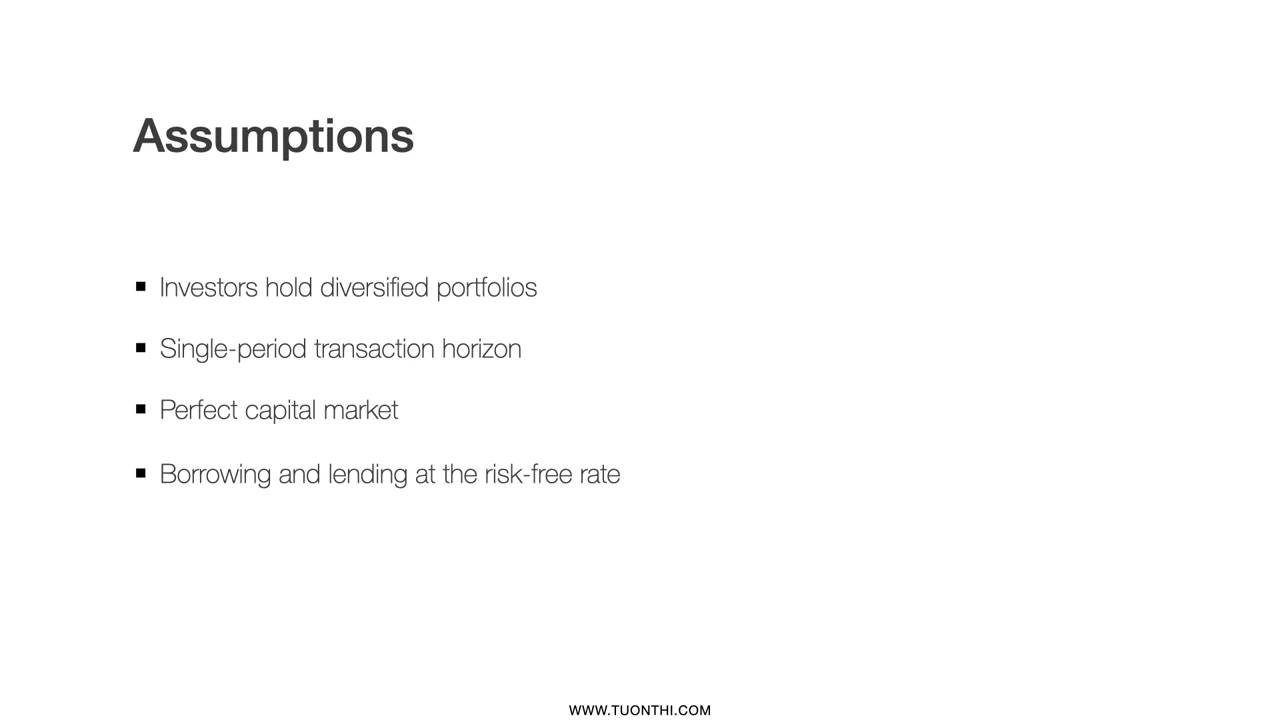 Assumptions
▪ Investors hold diversified portfolios
▪ Single-period transaction horizon
▪ Perfect capital market
▪ Borrowing and lending at the risk-free rate
WWW.TUONTHI.COM